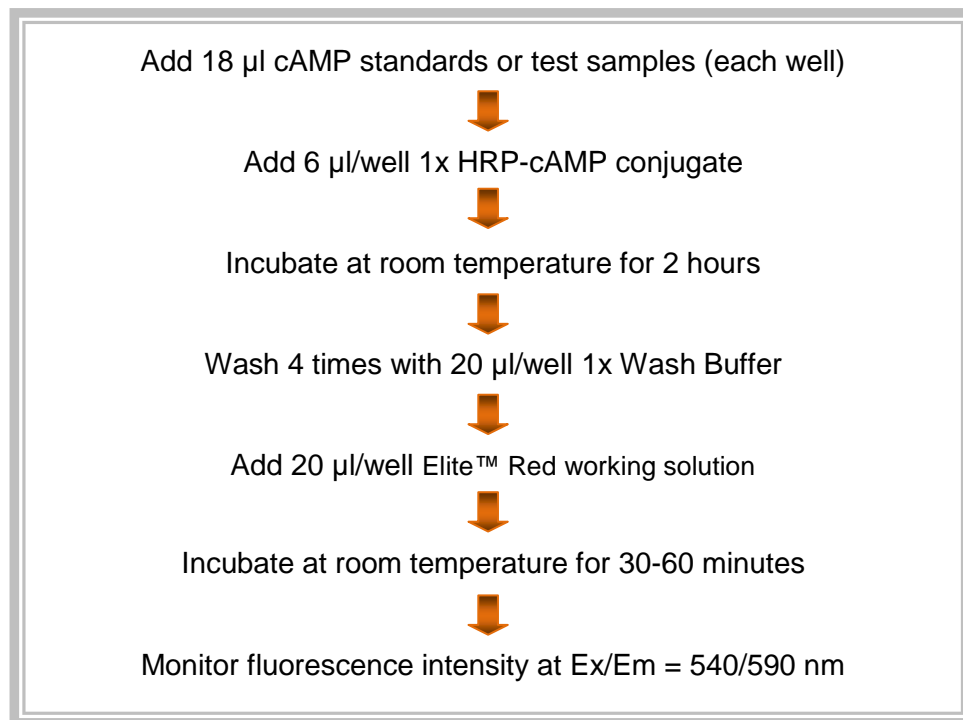 Add 18 µl cAMP standards or test samples (each well)
Add 6 µl/well 1x HRP-cAMP conjugate
Incubate at room temperature for 2 hours
Wash 4 times with 20 µl/well 1x Wash Buffer
Add 20 µl/well Elite™ Red working solution
Incubate at room temperature for 30-60 minutes
Monitor fluorescence intensity at Ex/Em = 540/590 nm